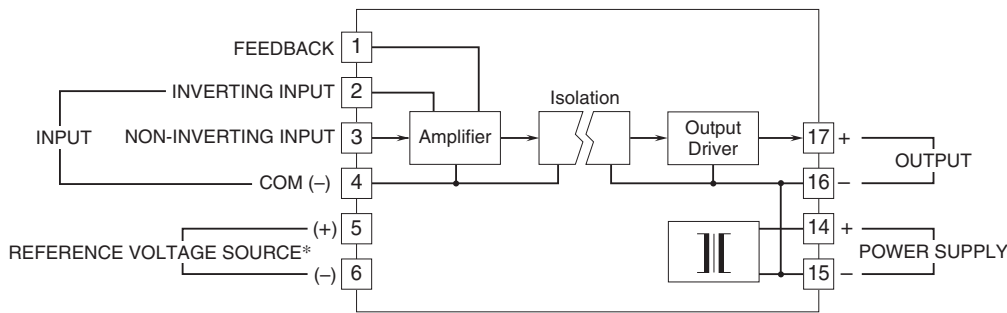 FEEDBACK 1
INVERTING INPUT 2
INPUT
NON-INVERTING INPUT 3
COM (–) 4
(+) 5
REFERENCE VOLTAGE SOURCE*
(–) 6
Amplifier
Isolation
Output
Driver
17 +
OUTPUT
16 –
14 +
POWER SUPPLY
15 –